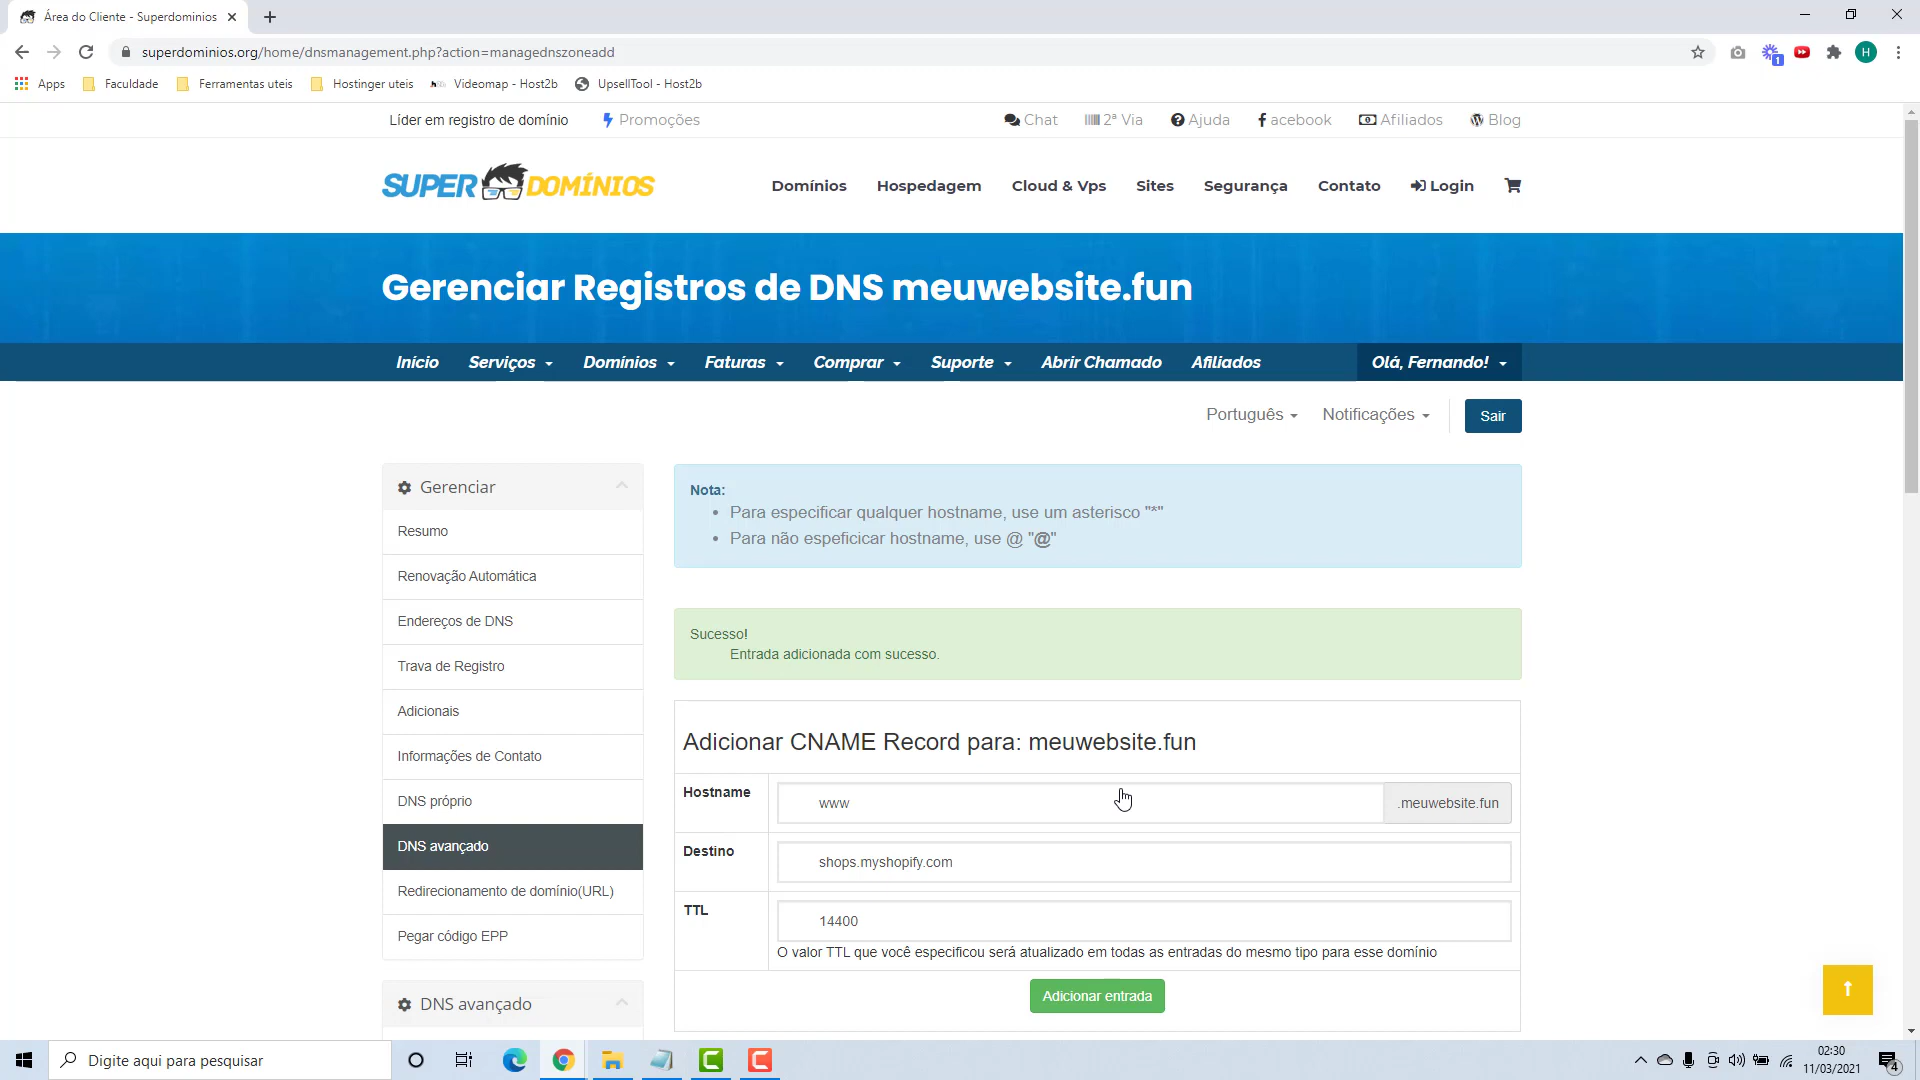 Área do Cliente - Superdominios
superdominios.org/home/dnsmanagement.php?action=managednszoneadd
H
1
Apps Faculdade Ferramentas uteis Hostinger uteis Videomap - Host2b UpsellTool - Host2b
Líder em registro de domínio Promoções Chat 2ª Via Ajuda acebook Afiliados Blog
SUPER DOMÍNIOS
Domínios Hospedagem Cloud & Vps Sites Segurança Contato Login
Gerenciar Registros de DNS meuwebsite.fun
Início Serviços Domínios Faturas Comprar Suporte Abrir Chamado Afiliados Olá, Fernando!
Português Notificações Sair
Gerenciar
Resumo
Renovação Automática
Endereços de DNS
Trava de Registro
Adicionais
Informações de Contato
DNS próprio
DNS avançado
Redirecionamento de domínio(URL)
Pegar código EPP
DNS avançado
Nota:
Para especificar qualquer hostname, use um asterisco "*"
Para não espeficicar hostname, use @ "@"
Sucesso!
Entrada adicionada com sucesso.
Adicionar CNAME Record para: meuwebsite.fun
Hostname www .meuwebsite.fun
Destino shops.myshopify.com
TTL 14400
O valor TTL que você especificou será atualizado em todas as entradas do mesmo tipo para esse domínio
Adicionar entrada
Digite aqui para pesquisar
02:30
11/03/2021
4